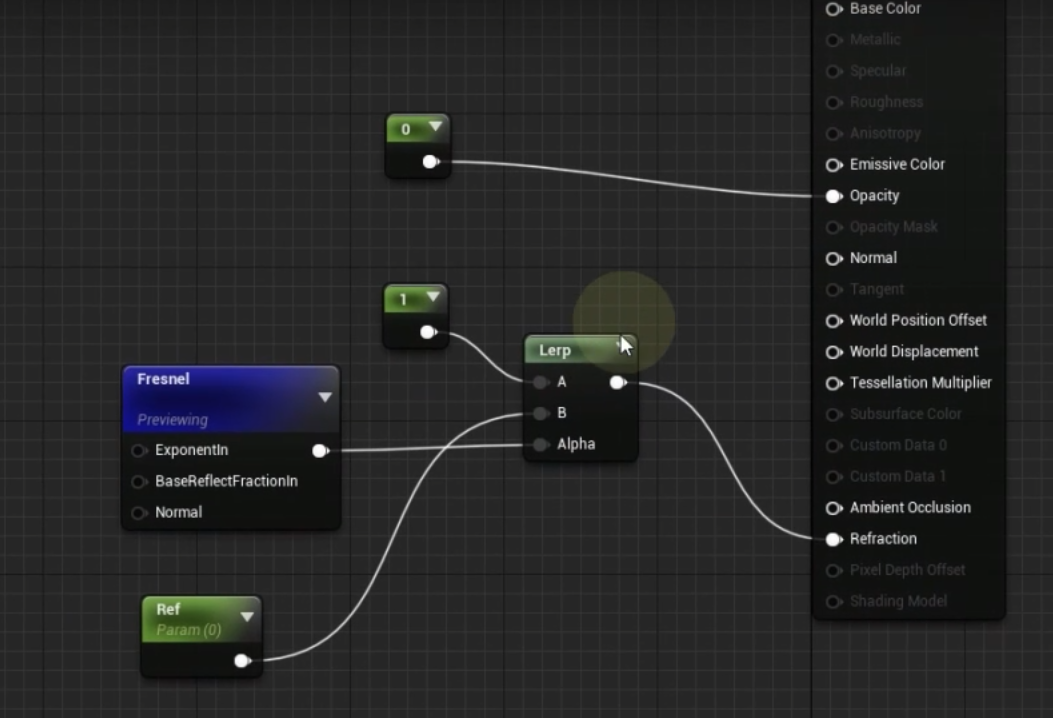 Base Color
Metallic
Specular
Roughness
Anisotropy
Emissive Color
Opacity
Opacity Mask
Normal
Tangent
World Position Offset
World Displacement
Tessellation Multiplier
Subsurface Color
Custom Data 0
Custom Data 1
Ambient Occlusion
Refraction
Pixel Depth Offset
Shading Model
0
1
Lerp
A
B
Alpha
Fresnel
Previewing
ExponentIn
BaseReflectFractionIn
Normal
Ref
Param (0)